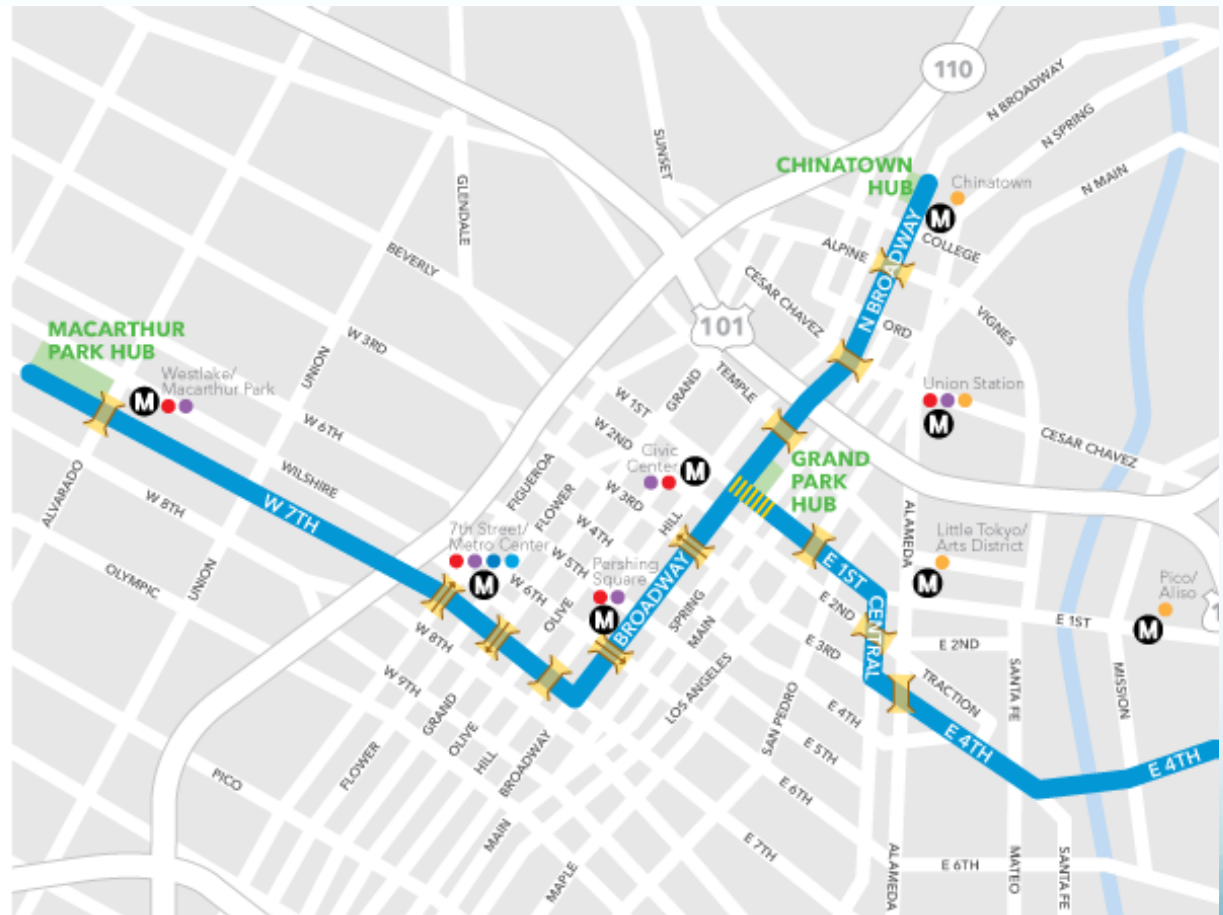 110
N BROADWAY
N SPRING
N MAIN
SUNSET
CHINATOWN
HUB
Chinatown
M
GLENDALE
ALPINE
COLLEGE
N BROADWAY
BEVERLY
CESAR CHAVEZ
VIGNES
ORD
101
MACARTHUR
PARK HUB
W 3RD
UNION
Westlake/
Macarthur Park
M
TEMPLE
GRAND
W 1ST
Union Station
M
W 6TH
W 2ND
CESAR CHAVEZ
WILSHIRE
Civic
Center
M
GRAND
PARK
HUB
ALVARADO
W 8TH
W 7TH
FIGUEROA
FLOWER
W 3RD
W 4TH
HILL
ALAMEDA
7th Street/
Metro Center
M
W 5TH
W 6TH
Pershing
Square
M
BROADWAY
E 1ST
Little Tokyo/
Arts District
M
Pico/
Aliso
M
1
OLYMPIC
UNION
OLIVE
SPRING
MAIN
E 2ND
CENTRAL
E 1ST
W 8TH
E 3RD
E 2ND
W 9TH
GRAND
OLIVE
HILL
BROADWAY
LOS ANGELES
SAN PEDRO
E 4TH
TRACTION
SANTA FE
MISSION
FLOWER
E 5TH
E 4TH
E 4TH
PICO
E 6TH
MAIN
E 7TH
MAPLE
ALAMEDA
E 6TH
MATEO
SANTA FE